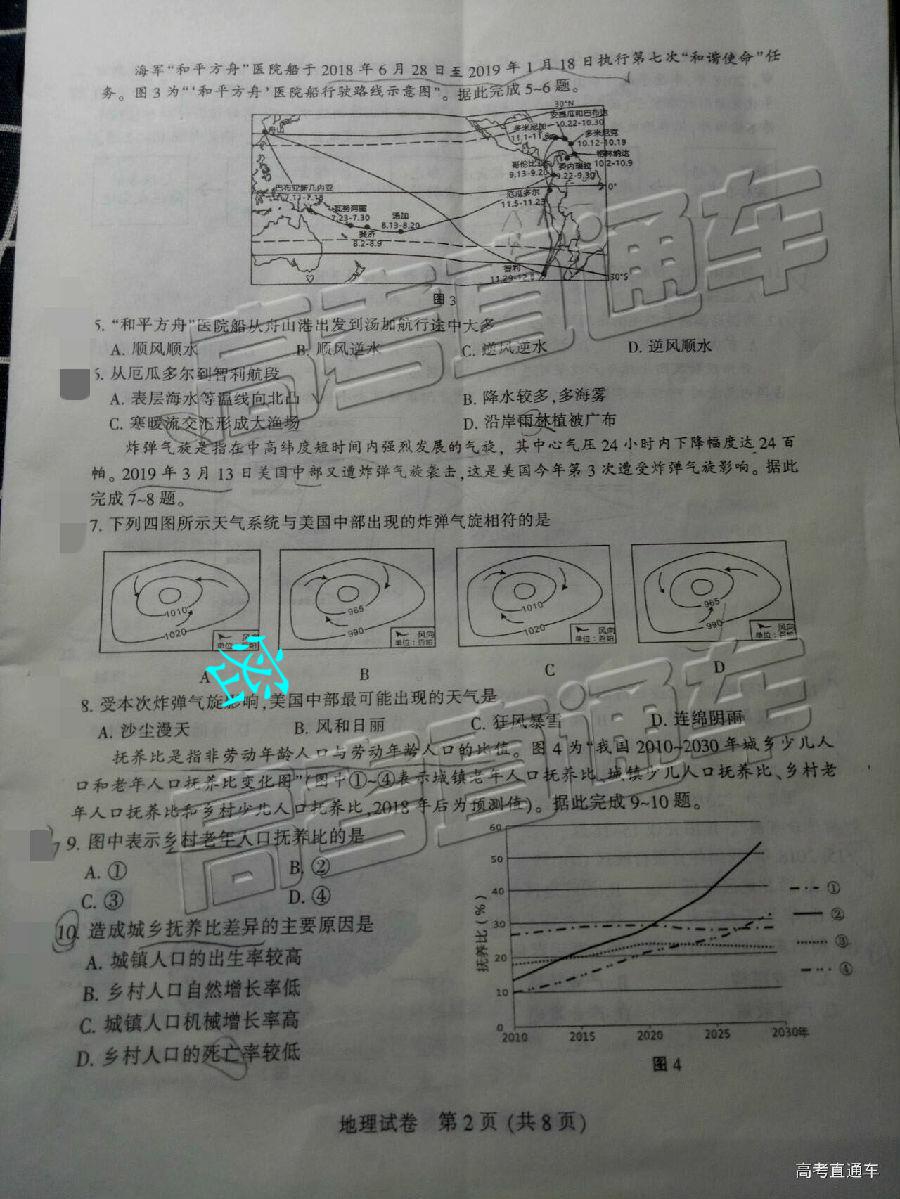 海军“和平方舟”医院船于2018年6月28日至2019年1月18日执行第七次“和谐使命”任
务。图3为“‘和平方舟’医院船行驶路线示意图”。据此完成5~6题。
30°N
安提瓜和巴布达
10.22-10.30
多米尼加
多米尼克
10.12-10.19
舟山
格林纳达
10.2-10.9
哥伦比亚
委内瑞拉
9.22-9.30
0°
厄瓜多尔
巴布亚新几内亚
瓦努阿图
7.23-7.30
汤加
8.13-8.20
斐济
8.2-8.9
智利
30°S
图3
5. “和平方舟”医院船从舟山港出发到汤加航行途中大多
A. 顺风顺水 B. 顺风逆水 C. 逆风逆水 D. 逆风顺水
6. 从厄瓜多尔到智利航段
A. 表层海水等温线向北凸 B. 降水较多,多海雾
C. 寒暖流交汇形成大渔场 D. 沿岸雨林植被广布
炸弹气旋是指在中高纬度短时间内强烈发展的气旋，其中心气压24小时内下降幅度达24百
帕。2019年3月13日美国中部又遭炸弹气旋袭击,这是美国今年第3次遭受炸弹气旋影响。据此
完成7~8题。
7. 下列四图所示天气系统与美国中部出现的炸弹气旋相符的是
1010 965 1010 965
1020 990 1020 990
风向 风向 风向
单位:百帕 单位:百帕 单位:百帕
A B C D
密
8. 受本次炸弹气旋影响,美国中部最可能出现的天气是
A. 沙尘漫天 B. 风和日丽 C. 狂风暴雪 D. 连绵阴雨
抚养比是指非劳动年龄人口与劳动年龄人口的比值。图4为“我国2010~2030年城乡少儿人
口和老年人口抚养比变化图”(图中①~④表示城镇老年人口抚养比、城镇少儿人口抚养比、乡村老
年人口抚养比和乡村少儿人口抚养比,2018年后为预测值)。据此完成9~10题。
9. 图中表示乡村老年人口抚养比的是
A. ① B. ②
C. ③ D. ④
10. 造成城乡抚养比差异的主要原因是
A. 城镇人口的出生率较高
B. 乡村人口自然增长率低
C. 城镇人口机械增长率高
D. 乡村人口的死亡率较低
抚养比(%)
60
50
40
30
20
10
0
2010 2015 2020 2025 2030年
①
②
③
④
图4
地理试卷 第2页(共8页)
高考直通车
高考直通车
高考直通车